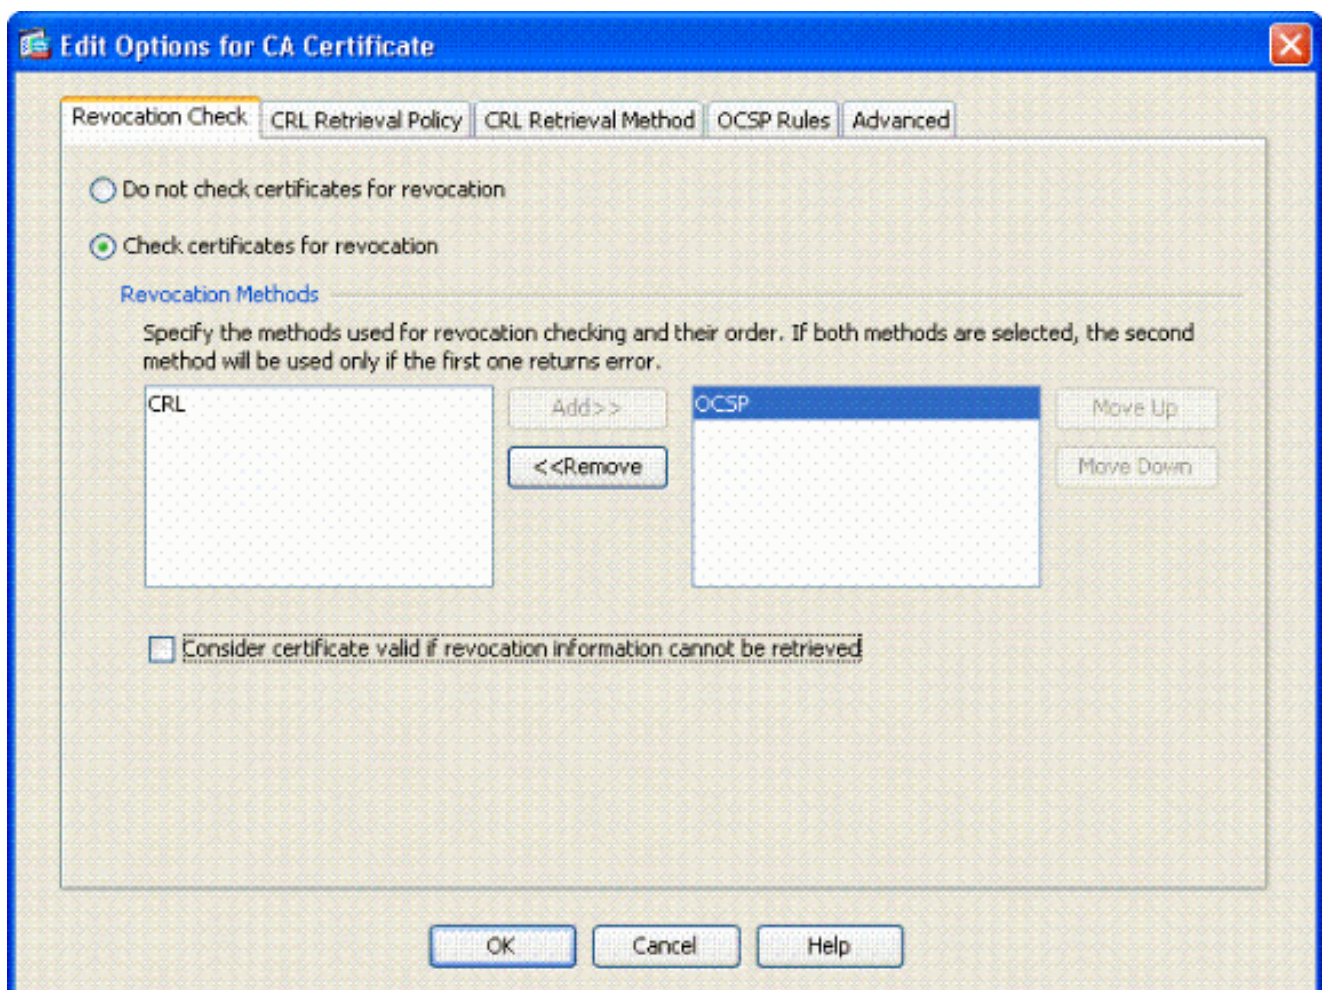 Edit Options for CA Certificate
Revocation Check CRL Retrieval Policy CRL Retrieval Method OCSP Rules Advanced
Do not check certificates for revocation
Check certificates for revocation
Revocation Methods
Specify the methods used for revocation checking and their order. If both methods are selected, the second
method will be used only if the first one returns error.
CRL Add>> OCSP Move Up
<<Remove Move Down
Consider certificate valid if revocation information cannot be retrieved
OK Cancel Help